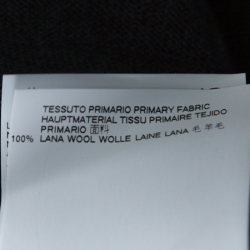 TESSUTO PRIMARIO PRIMARY FABRIC
HAUPTMATERIAL TISSU PRIMAIRE TEJIDO
PRIMARIO 面料
100% LANA WOOL WOLLE LAINE LANA 毛 羊毛